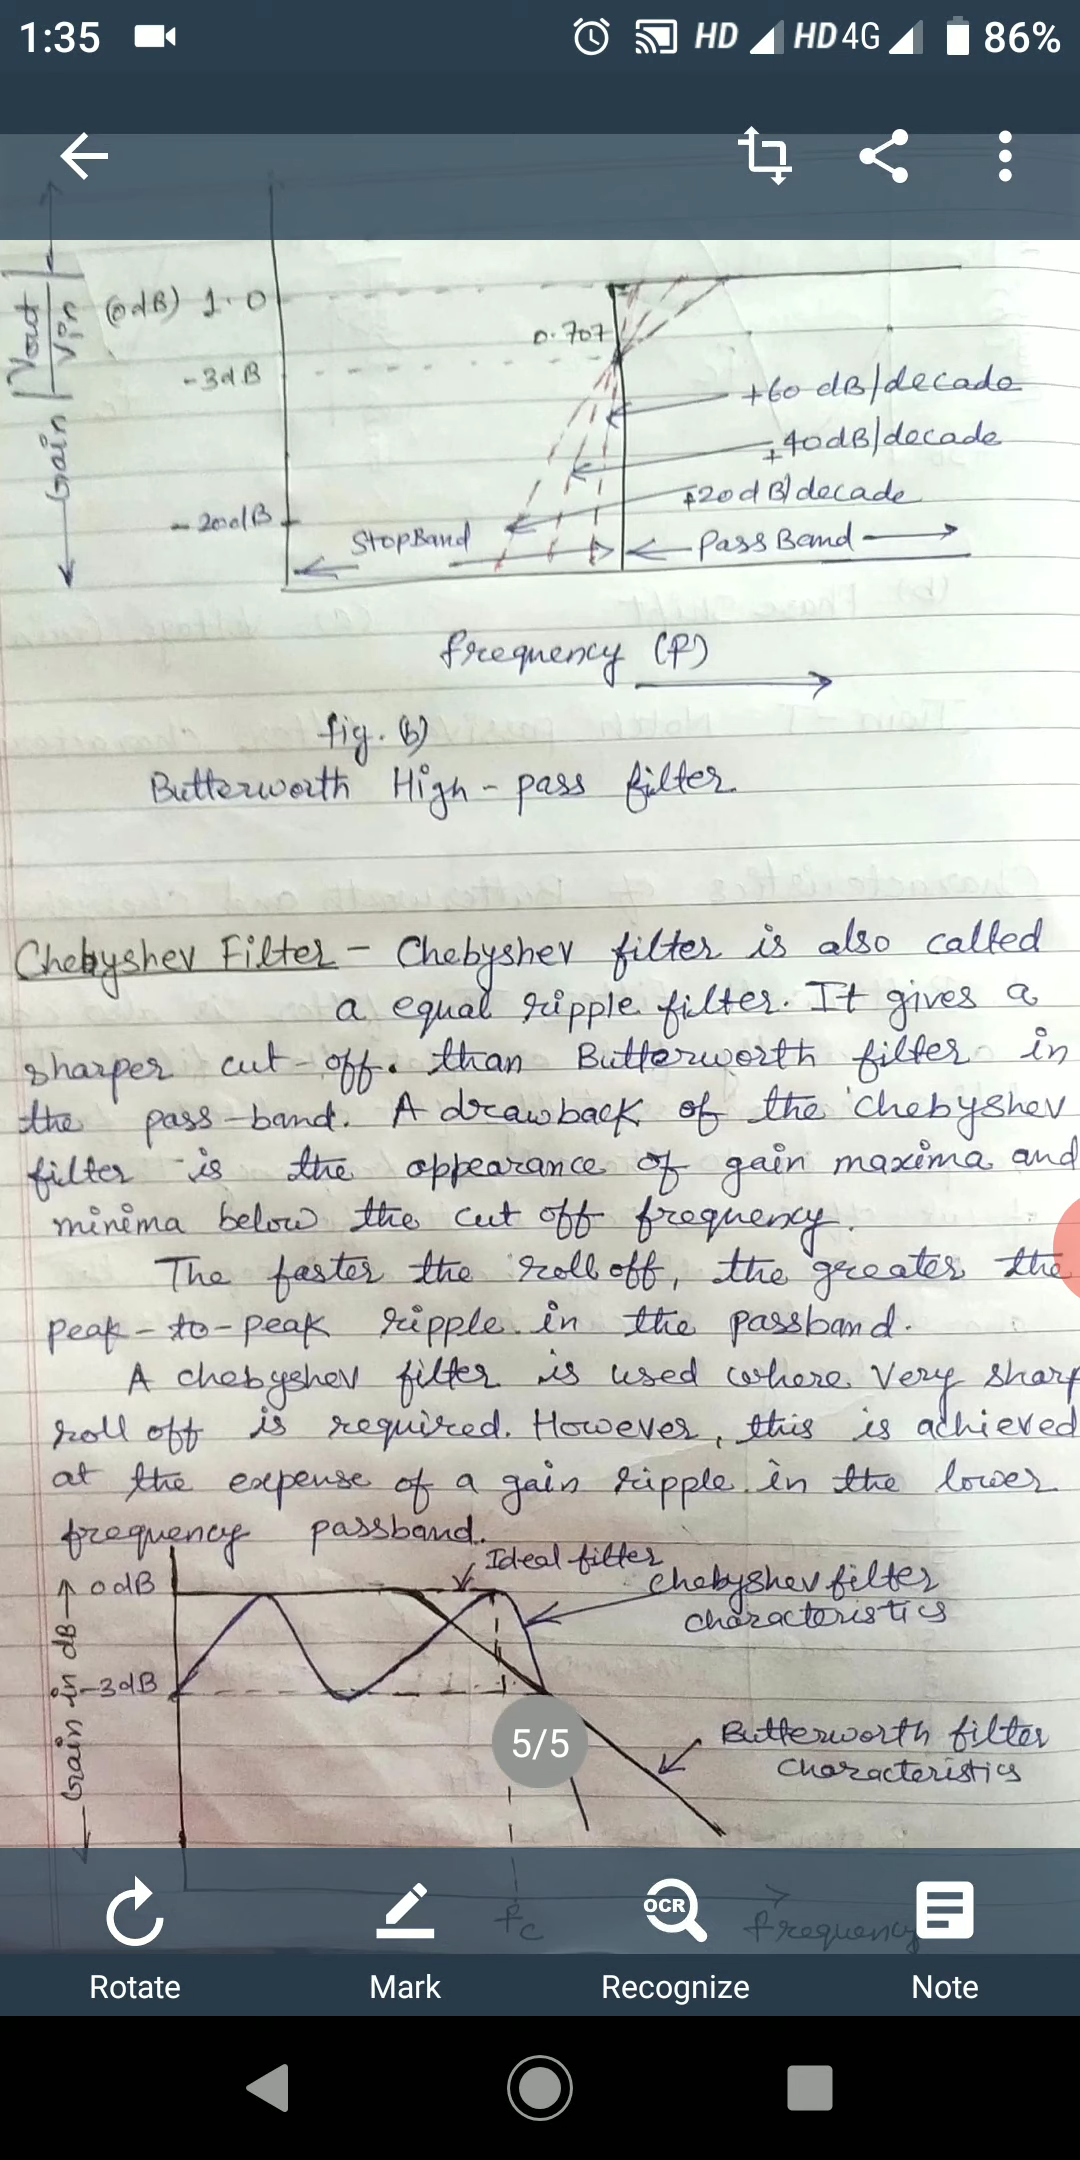 1:35 HD HD 4G 86%
|Vout/Vin|
Gain
(0dB) 1.0
0.707
-3dB
+60 dB/decade
+40dB/decade
+20dB/decade
-20dB
StopBand
Pass Band
frequency (f)
fig. (b)
Butterworth High-pass filter
Chebyshev Filter - Chebyshev filter is also called
a equal ripple filter. It gives a
sharper cut-off. than Butterworth filter in
the pass-band. A drawback of the chebyshev
filter is the appearance of gain maxima and
minima below the cut off frequency.
The faster the roll off, the greater the
peak-to-peak ripple in the passband.
A chebyshev filter is used where very sharp
roll off is required. However, this is achieved
at the expense of a gain ripple in the lower
frequency passband.
Ideal filter
0dB
Chebyshev filter
characteristics
Gain in dB
-3dB
5/5
Butterworth filter
characteristics
fc
frequency
OCR
Rotate Mark Recognize Note